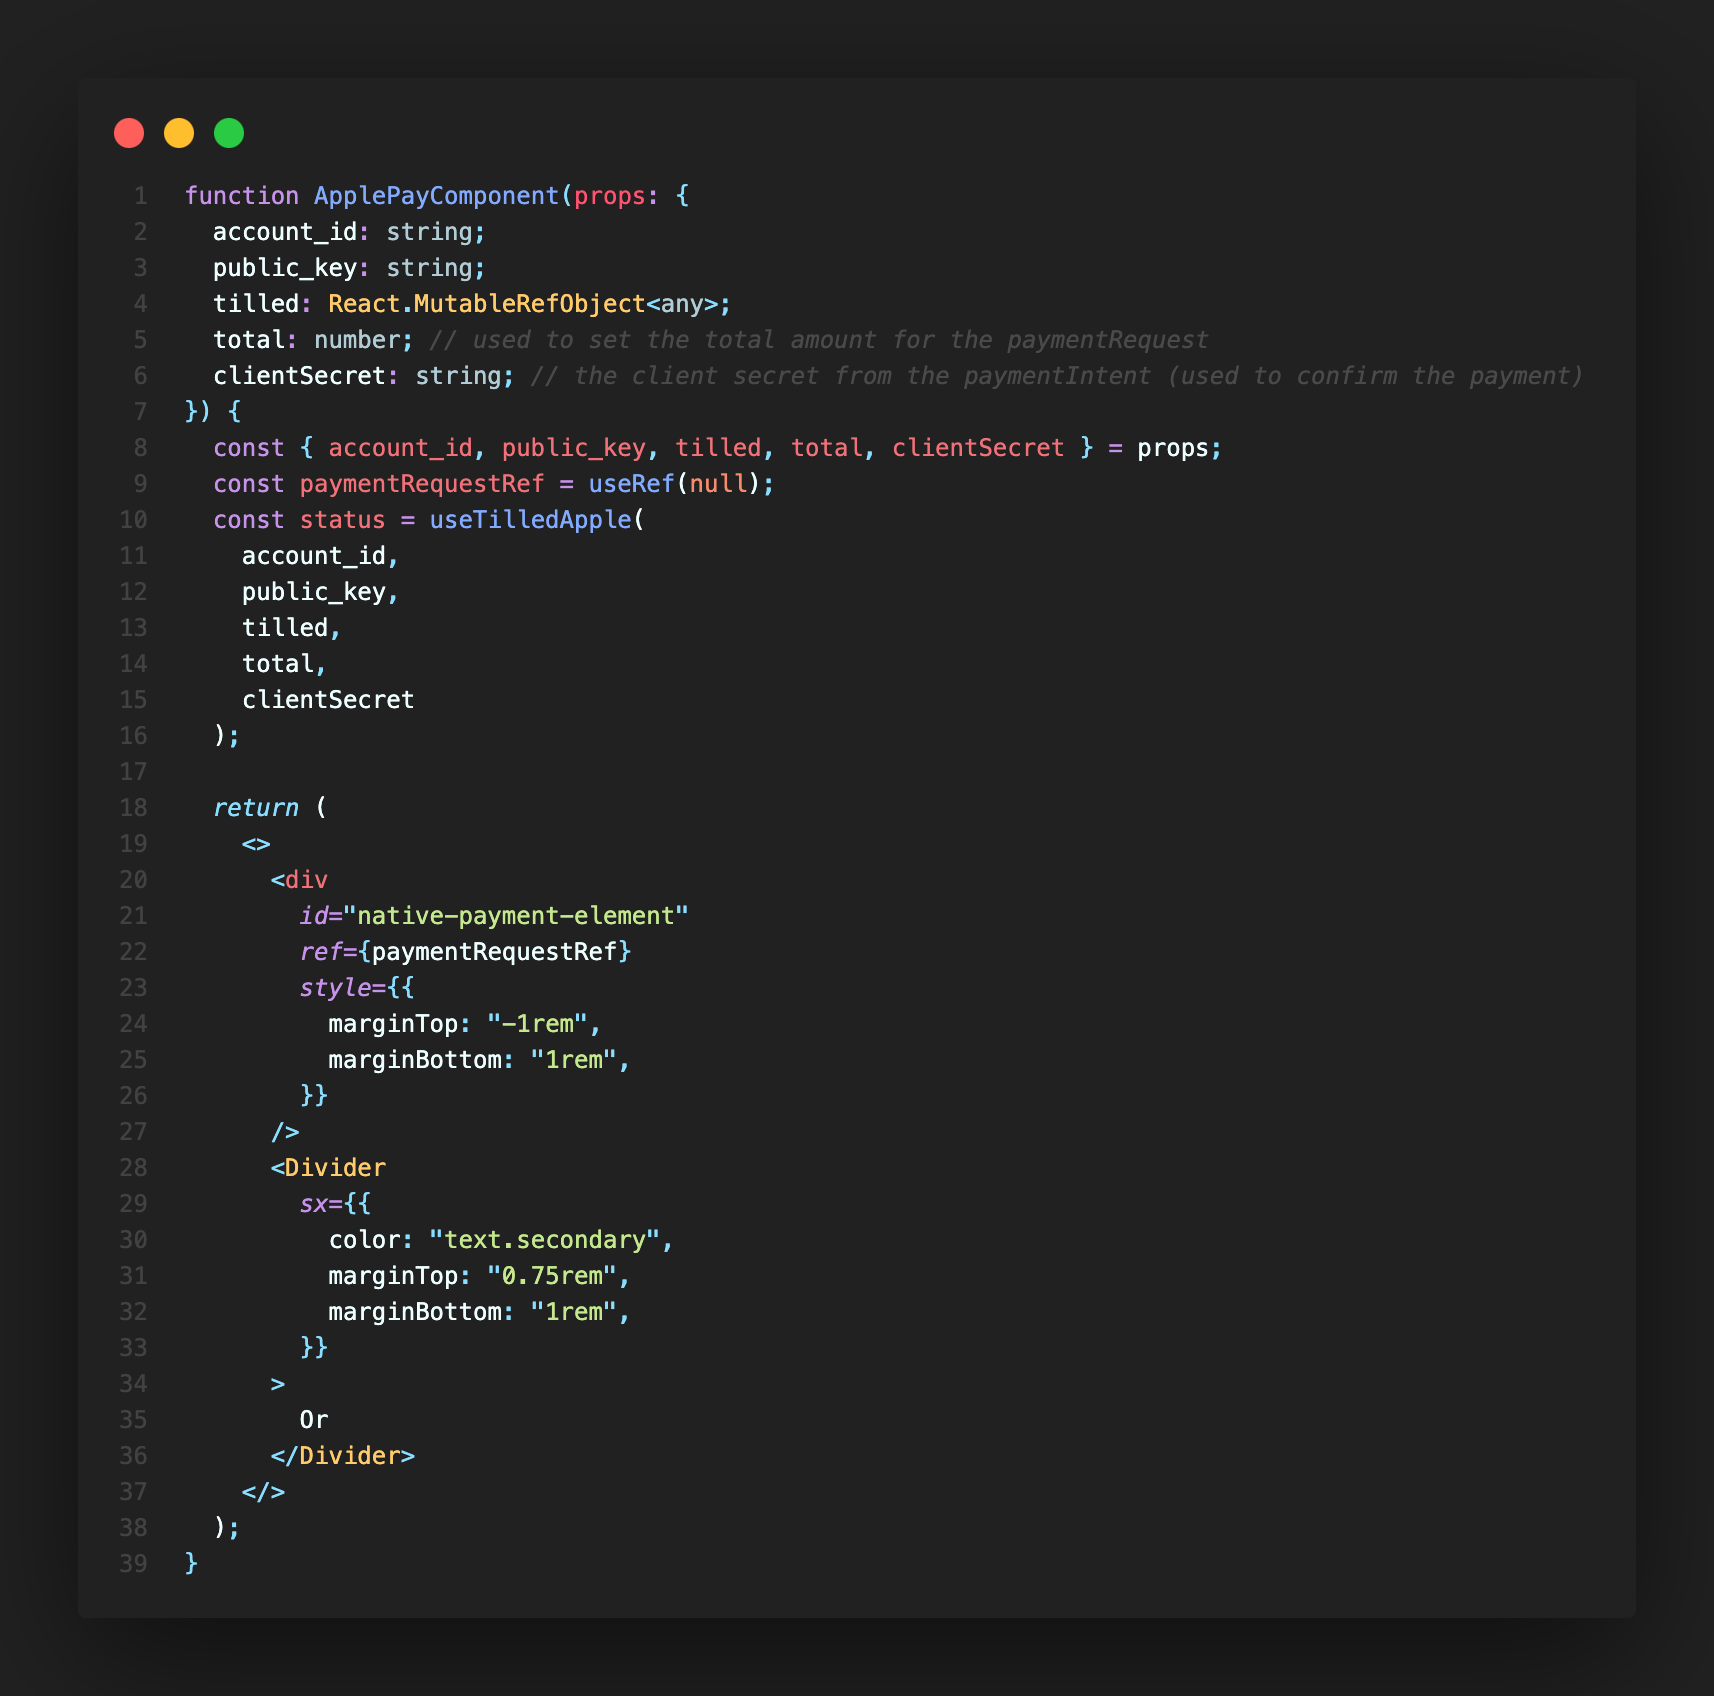 1 function ApplePayComponent(props: {
2   account_id: string;
3   public_key: string;
4   tilled: React.MutableRefObject<any>;
5   total: number; // used to set the total amount for the paymentRequest
6   clientSecret: string; // the client secret from the paymentIntent (used to confirm the payment)
7 }) {
8   const { account_id, public_key, tilled, total, clientSecret } = props;
9   const paymentRequestRef = useRef(null);
10   const status = useTilledApple(
11     account_id,
12     public_key,
13     tilled,
14     total,
15     clientSecret
16   );
17
18   return (
19     <>
20       <div
21         id="native-payment-element"
22         ref={paymentRequestRef}
23         style={{
24           marginTop: "-1rem",
25           marginBottom: "1rem",
26         }}
27       />
28       <Divider
29         sx={{
30           color: "text.secondary",
31           marginTop: "0.75rem",
32           marginBottom: "1rem",
33         }}
34       >
35         Or
36       </Divider>
37     </>
38   );
39 }